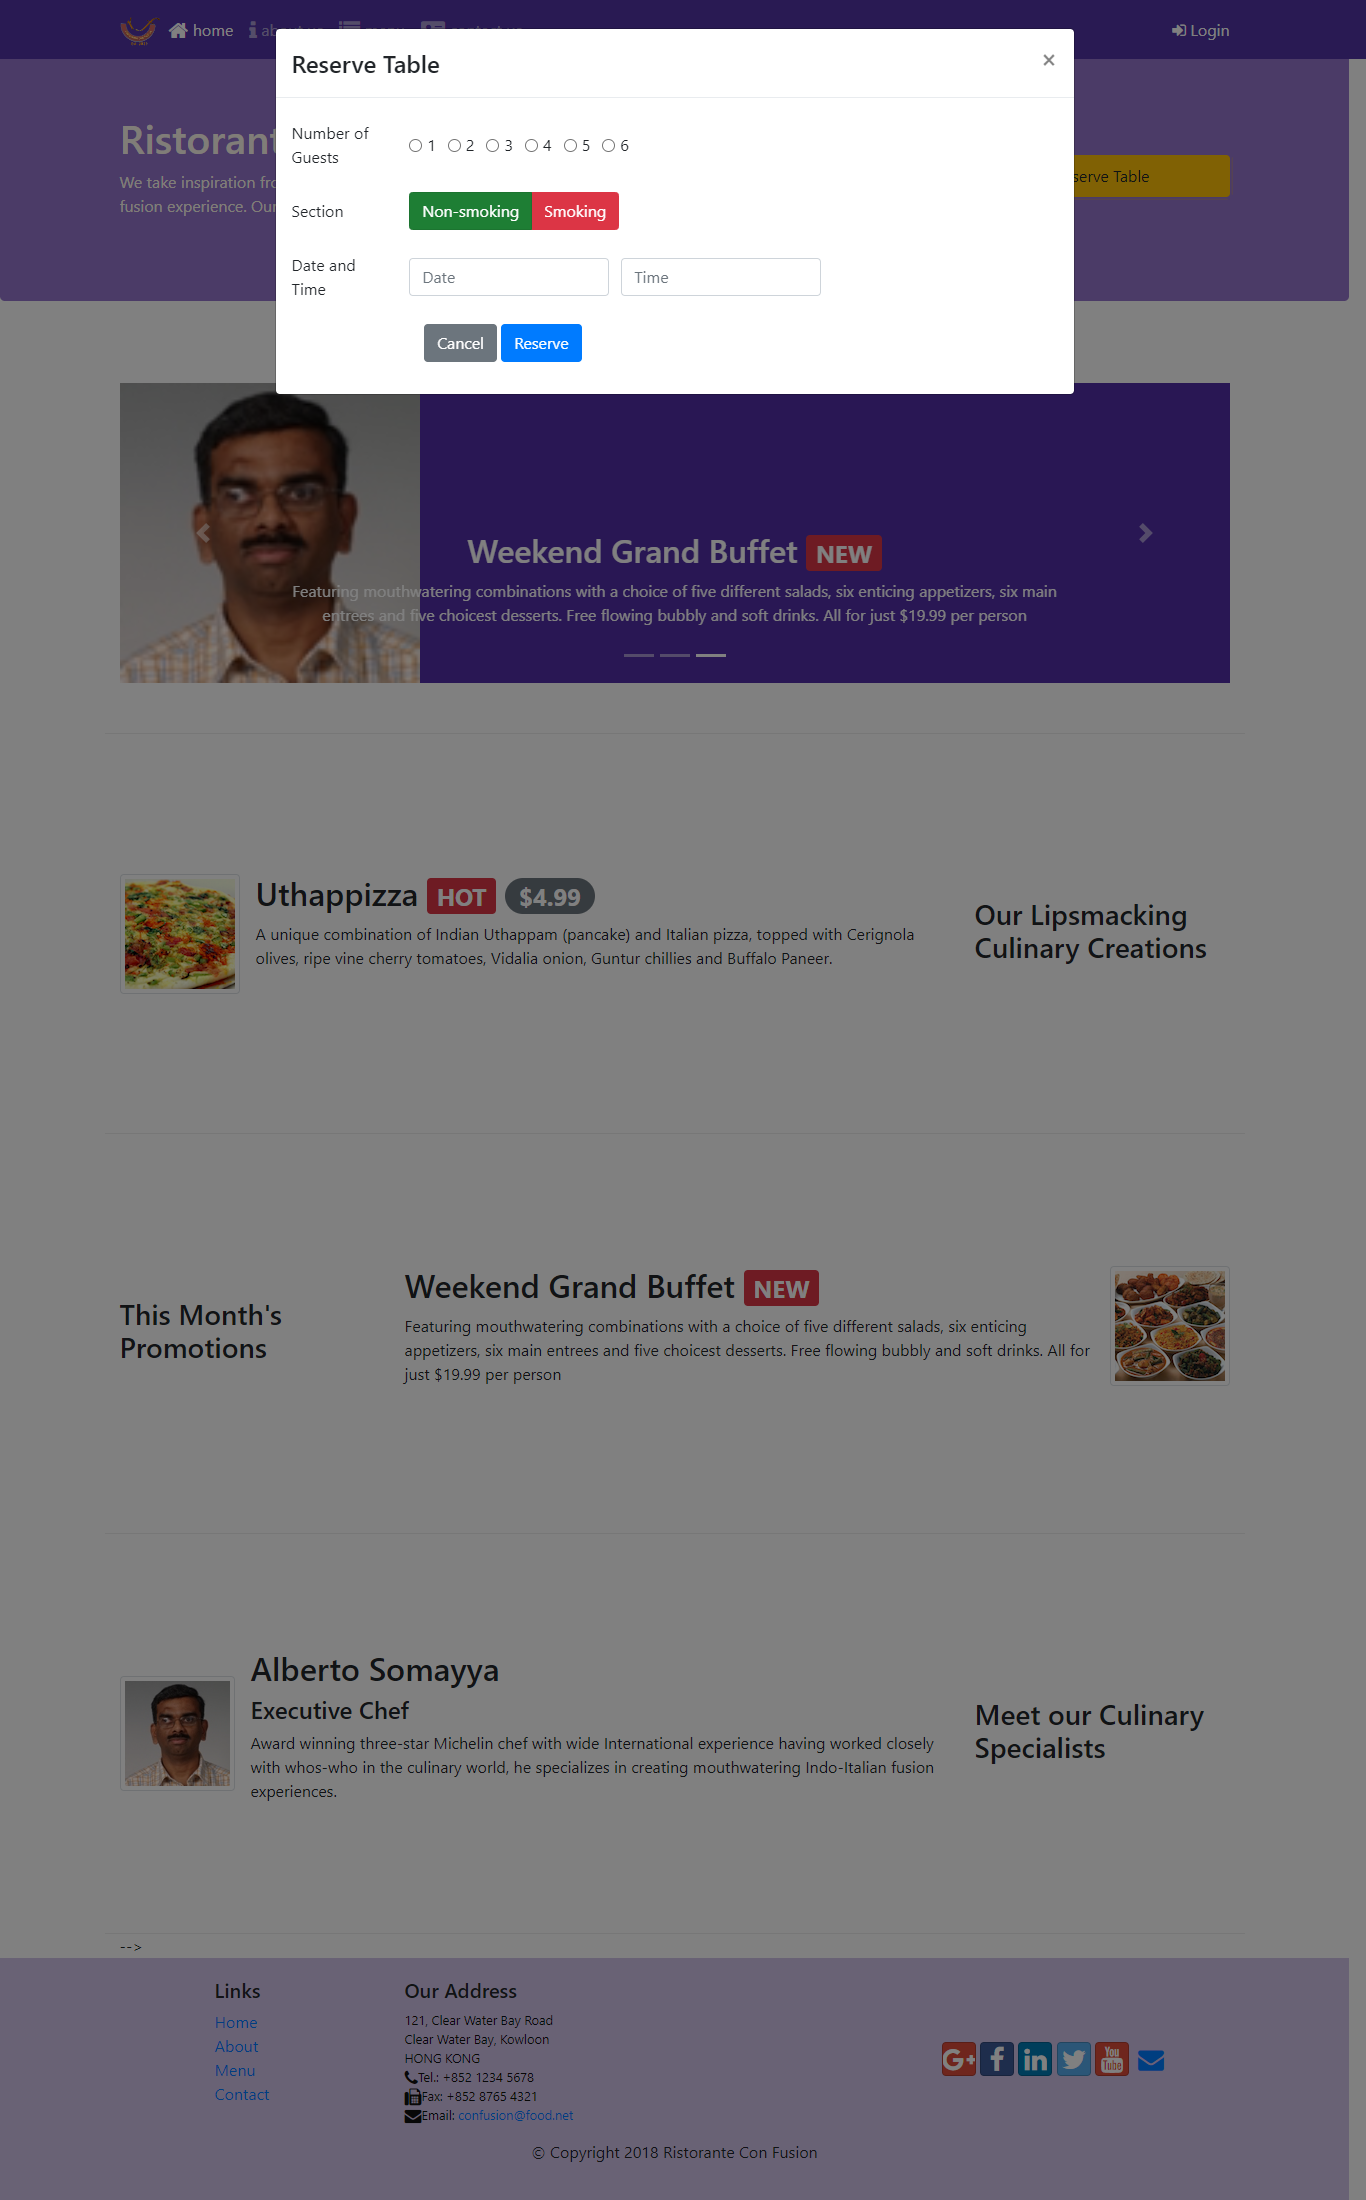 home
Login
Reserve Table
×
Number of
Guests
1 2 3 4 5 6
Section
Non-smoking Smoking
Date and
Time
Date
Time
Cancel Reserve
Ristorant
We take inspiration fro
fusion experience. Our
serve Table
Weekend Grand Buffet NEW
Featuring mouthwatering combinations with a choice of five different salads, six enticing appetizers, six main
entrees and five choicest desserts. Free flowing bubbly and soft drinks. All for just $19.99 per person
Uthappizza HOT $4.99
A unique combination of Indian Uthappam (pancake) and Italian pizza, topped with Cerignola
olives, ripe vine cherry tomatoes, Vidalia onion, Guntur chillies and Buffalo Paneer.
Our Lipsmacking
Culinary Creations
This Month's
Promotions
Weekend Grand Buffet NEW
Featuring mouthwatering combinations with a choice of five different salads, six enticing
appetizers, six main entrees and five choicest desserts. Free flowing bubbly and soft drinks. All for
just $19.99 per person
Alberto Somayya
Executive Chef
Award winning three-star Michelin chef with wide International experience having worked closely
with whos-who in the culinary world, he specializes in creating mouthwatering Indo-Italian fusion
experiences.
Meet our Culinary
Specialists
-->
Links
Home
About
Menu
Contact
Our Address
121, Clear Water Bay Road
Clear Water Bay, Kowloon
HONG KONG
Tel.: +852 1234 5678
Fax: +852 8765 4321
Email: confusion@food.net
G+ f in You Tube
© Copyright 2018 Ristorante Con Fusion